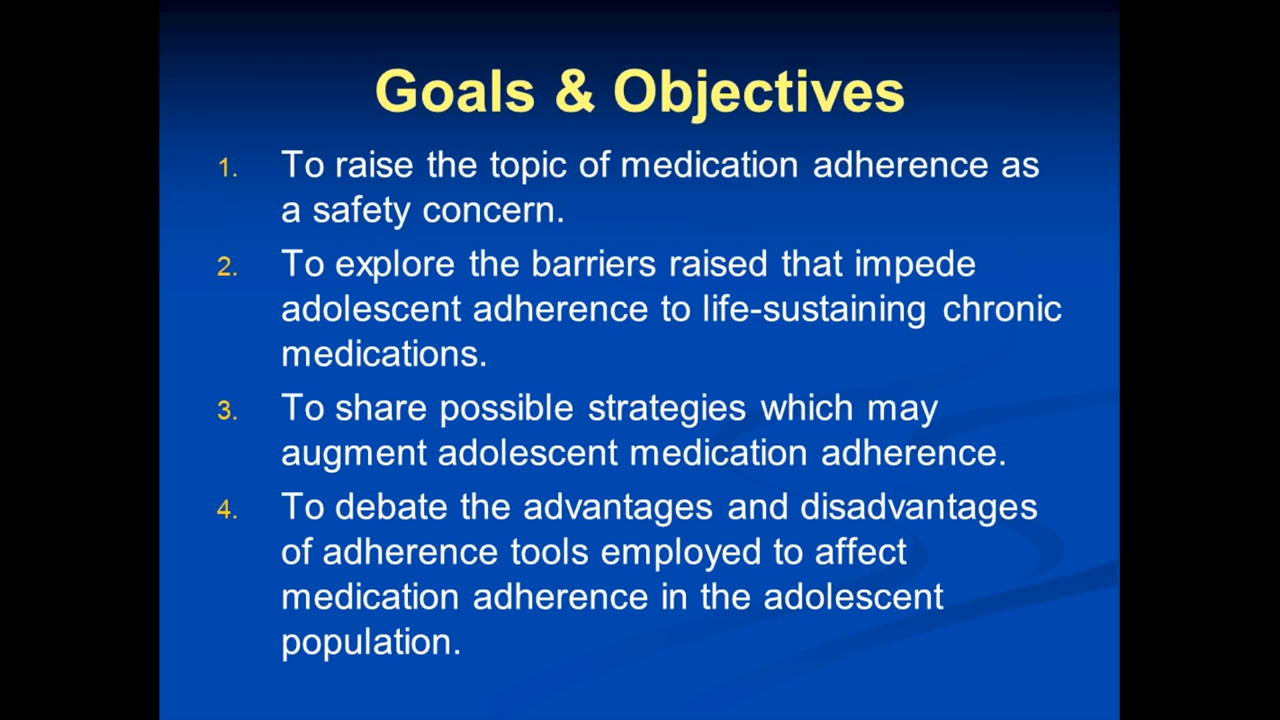 Goals & Objectives
1. To raise the topic of medication adherence as
a safety concern.
2. To explore the barriers raised that impede
adolescent adherence to life-sustaining chronic
medications.
3. To share possible strategies which may
augment adolescent medication adherence.
4. To debate the advantages and disadvantages
of adherence tools employed to affect
medication adherence in the adolescent
population.